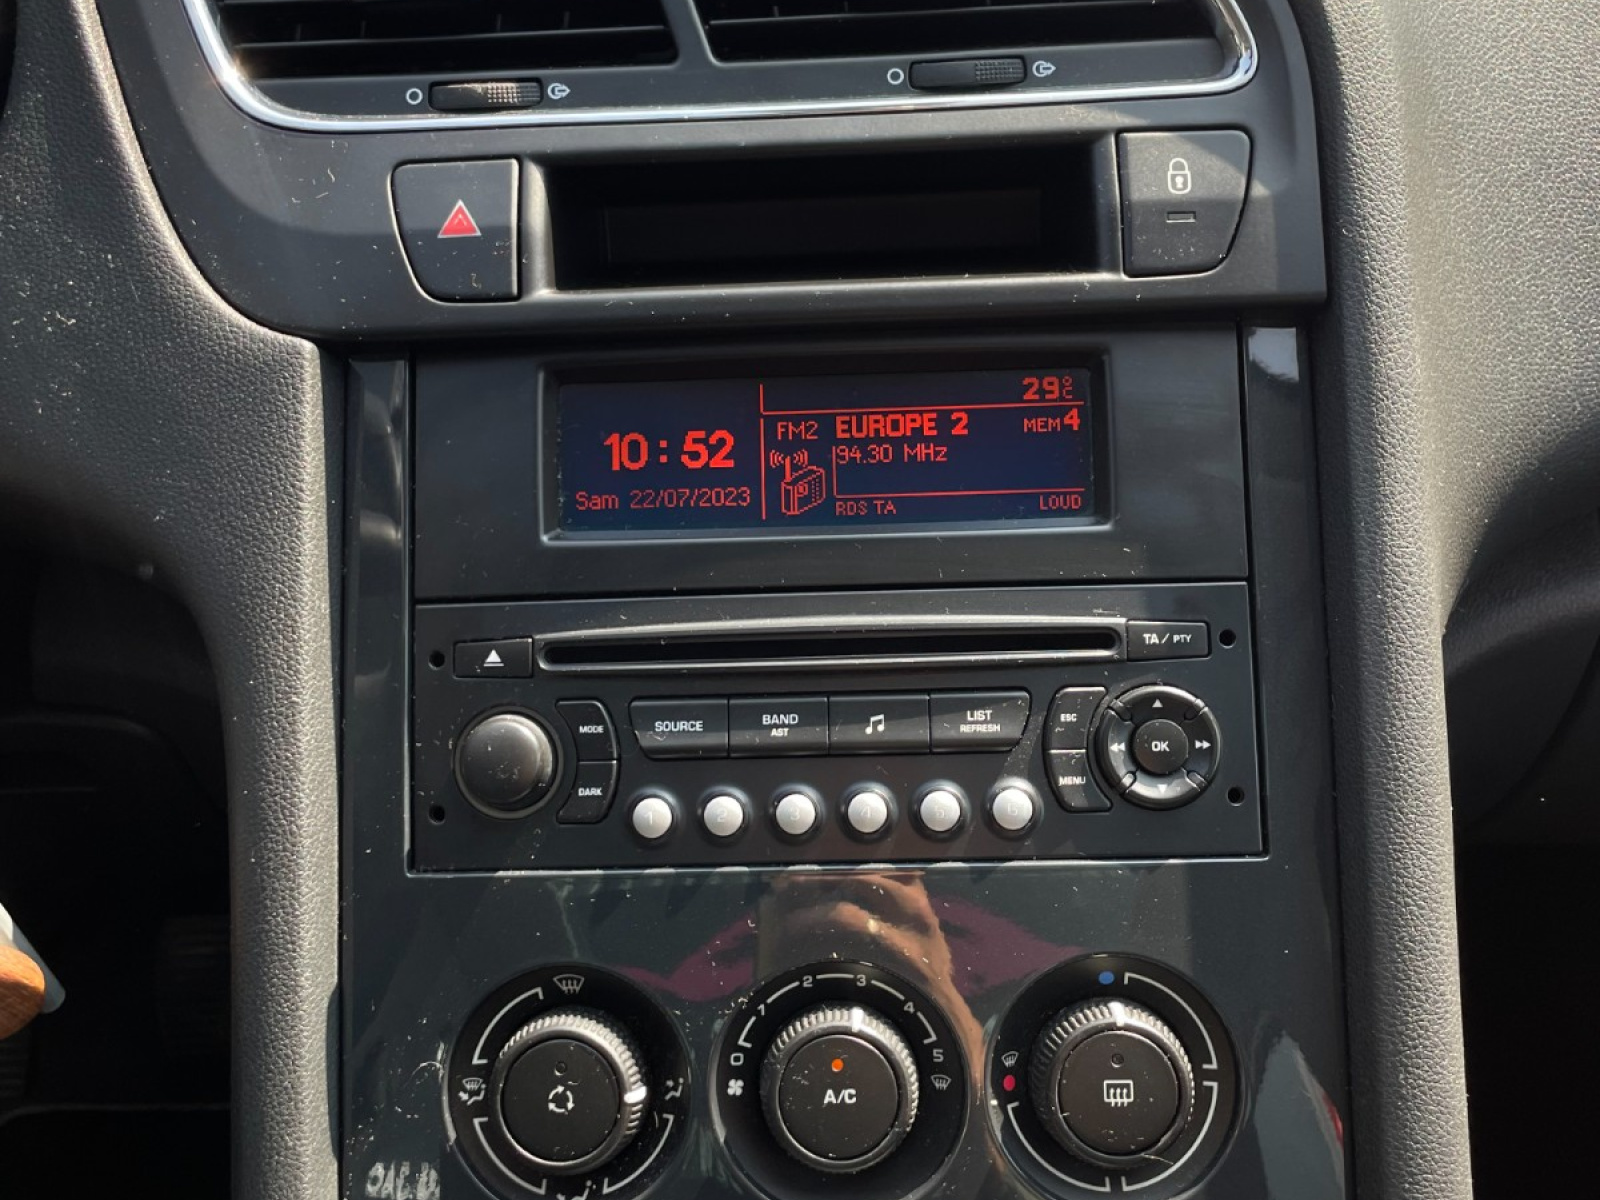 29°C
10:52
FM2 EUROPE 2 MEM 4
94.30 MHz
Sam 22/07/2023
RDS TA LOUD
TA / PTY
MODE
SOURCE
BAND
AST
LIST
REFRESH
ESC
OK
DARK
MENU
1 2 3 4 5 6
0 1 2 3 4 5
A/C